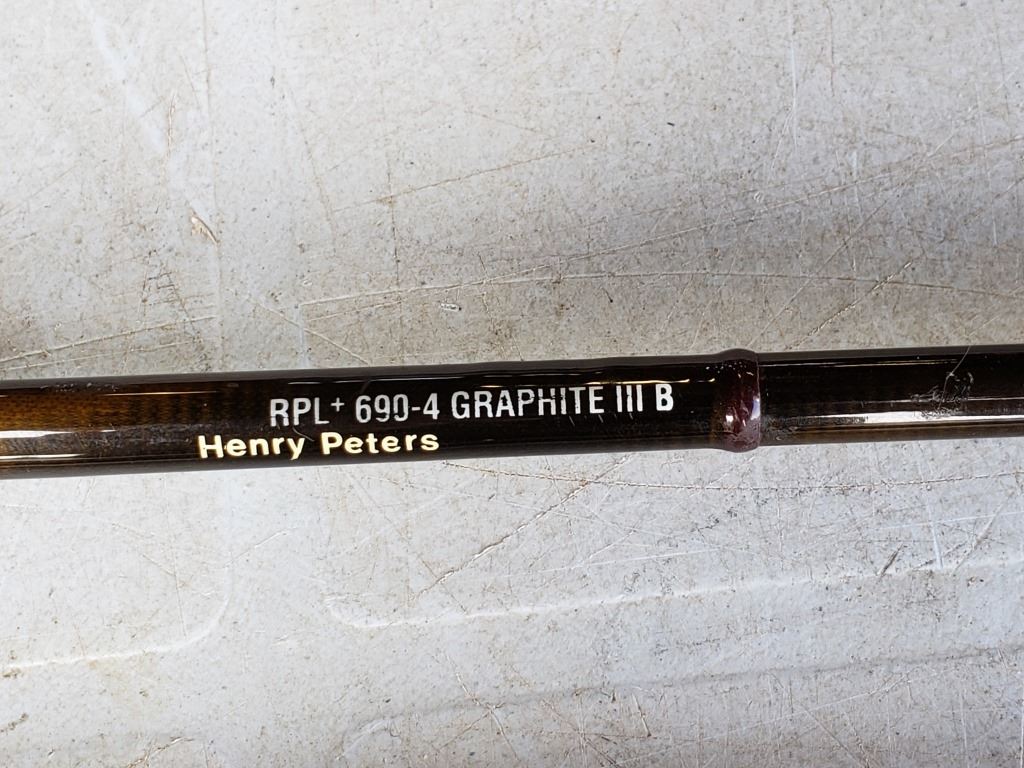 RPL+ 690-4 GRAPHITE III B
Henry Peters